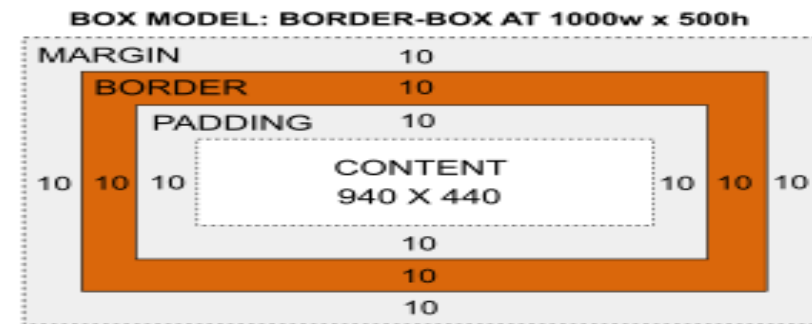 BOX MODEL: BORDER-BOX AT 1000w x 500h
MARGIN 10
BORDER 10
PADDING 10
CONTENT
10 10 10 10 10 10
940 X 440
10
10
10